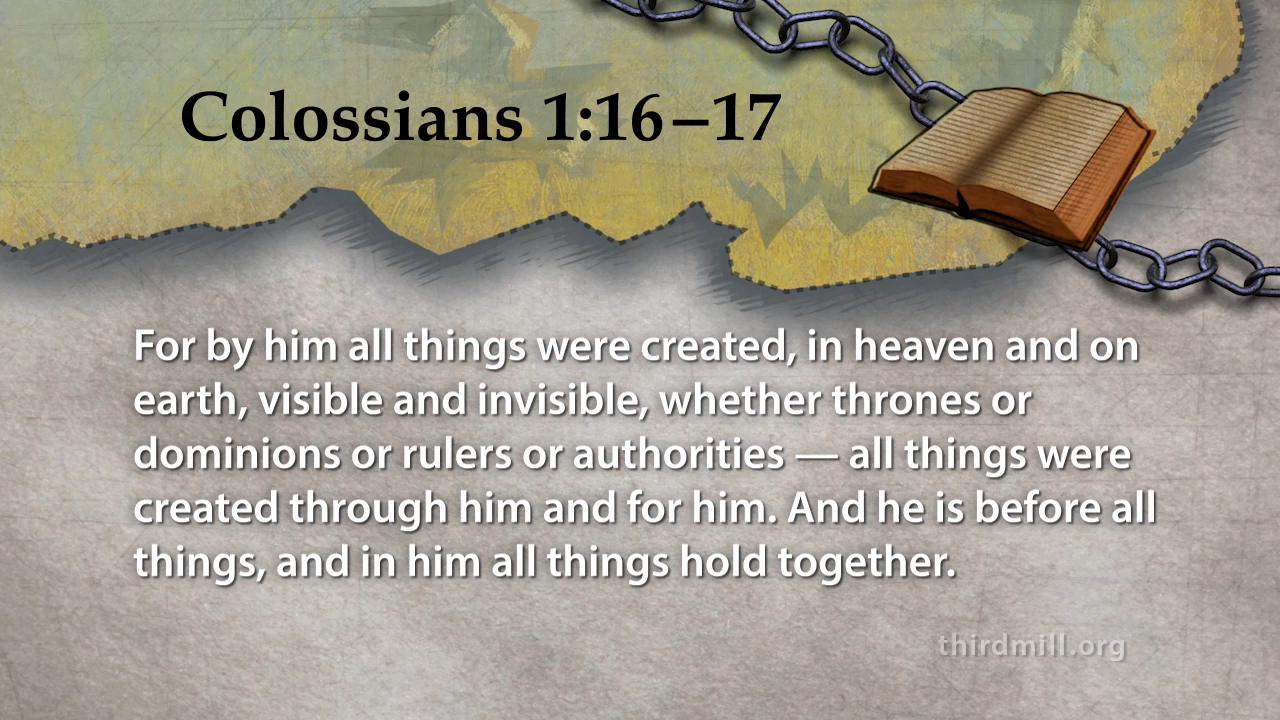 Colossians 1:16–17
For by him all things were created, in heaven and on
earth, visible and invisible, whether thrones or
dominions or rulers or authorities — all things were
created through him and for him. And he is before all
things, and in him all things hold together.
thirdmill.org